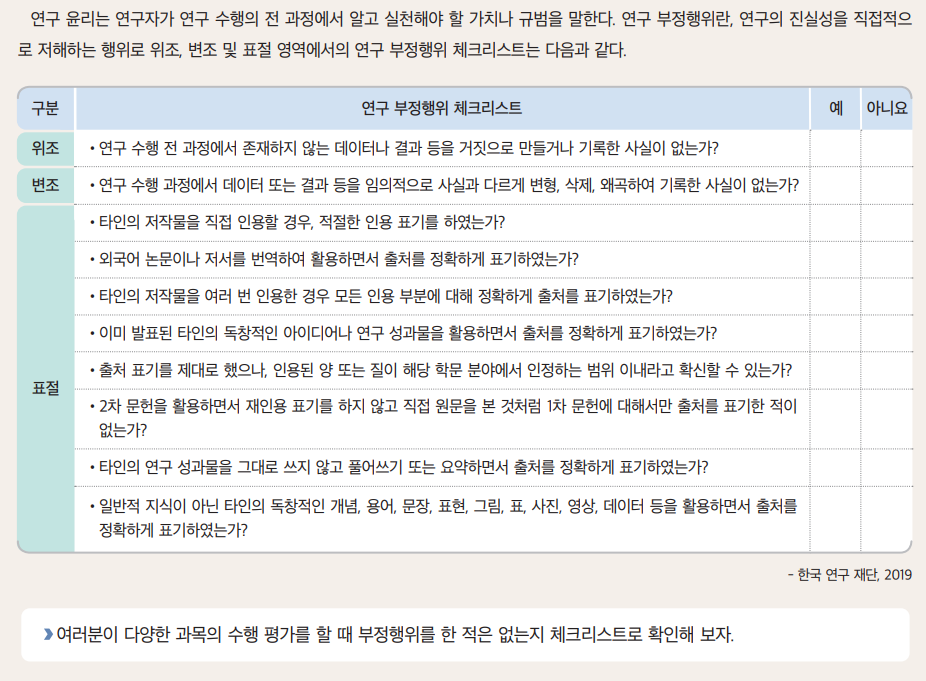 연구 윤리는 연구자가 연구 수행의 전 과정에서 알고 실천해야 할 가치나 규범을 말한다. 연구 부정행위란, 연구의 진실성을 직접적으
로 저해하는 행위로 위조, 변조 및 표절 영역에서의 연구 부정행위 체크리스트는 다음과 같다.
구분 연구 부정행위 체크리스트 예 아니요
위조 • 연구 수행 전 과정에서 존재하지 않는 데이터나 결과 등을 거짓으로 만들거나 기록한 사실이 없는가?
변조 • 연구 수행 과정에서 데이터 또는 결과 등을 임의적으로 사실과 다르게 변형, 삭제, 왜곡하여 기록한 사실이 없는가?
표절
• 타인의 저작물을 직접 인용할 경우, 적절한 인용 표기를 하였는가?
• 외국어 논문이나 저서를 번역하여 활용하면서 출처를 정확하게 표기하였는가?
• 타인의 저작물을 여러 번 인용한 경우 모든 인용 부분에 대해 정확하게 출처를 표기하였는가?
• 이미 발표된 타인의 독창적인 아이디어나 연구 성과물을 활용하면서 출처를 정확하게 표기하였는가?
• 출처 표기를 제대로 했으나, 인용된 양 또는 질이 해당 학문 분야에서 인정하는 범위 이내라고 확신할 수 있는가?
• 2차 문헌을 활용하면서 재인용 표기를 하지 않고 직접 원문을 본 것처럼 1차 문헌에 대해서만 출처를 표기한 적이
없는가?
• 타인의 연구 성과물을 그대로 쓰지 않고 풀어쓰기 또는 요약하면서 출처를 정확하게 표기하였는가?
• 일반적 지식이 아닌 타인의 독창적인 개념, 용어, 문장, 표현, 그림, 표, 사진, 영상, 데이터 등을 활용하면서 출처를
정확하게 표기하였는가?
- 한국 연구 재단, 2019
》여러분이 다양한 과목의 수행 평가를 할 때 부정행위를 한 적은 없는지 체크리스트로 확인해 보자.